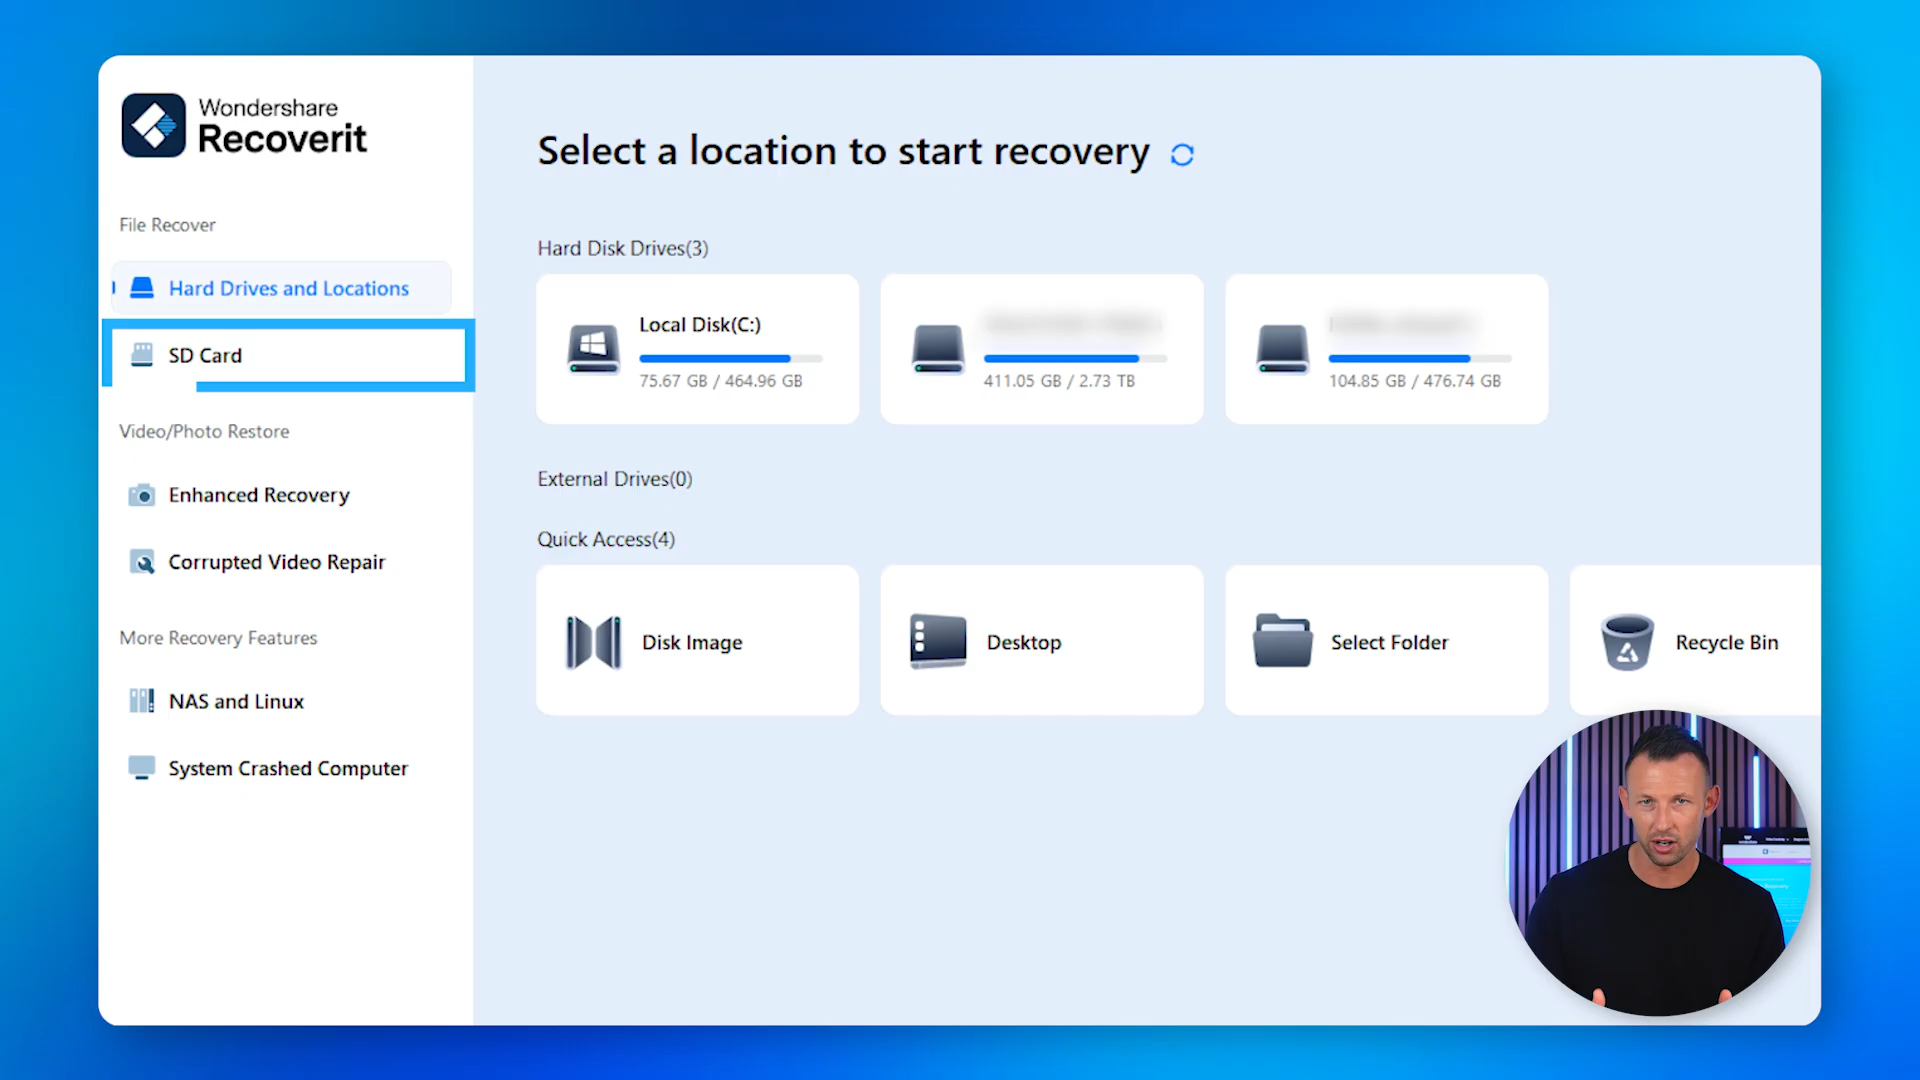 Wondershare
Recoverit
File Recover
Hard Drives and Locations
SD Card
Video/Photo Restore
Enhanced Recovery
Corrupted Video Repair
More Recovery Features
NAS and Linux
System Crashed Computer
Select a location to start recovery
Hard Disk Drives(3)
Local Disk(C:)
75.67 GB / 464.96 GB
411.05 GB / 2.73 TB
104.85 GB / 476.74 GB
External Drives(0)
Quick Access(4)
Disk Image
Desktop
Select Folder
Recycle Bin